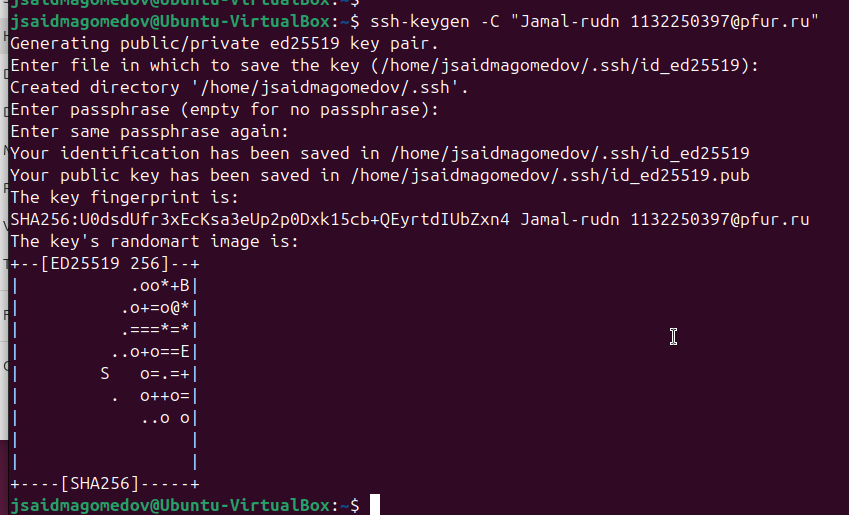 jsaidmagomedov@Ubuntu-VirtualBox:~$
jsaidmagomedov@Ubuntu-VirtualBox:~$ ssh-keygen -C "Jamal-rudn 1132250397@pfur.ru"
Generating public/private ed25519 key pair.
Enter file in which to save the key (/home/jsaidmagomedov/.ssh/id_ed25519):
Created directory '/home/jsaidmagomedov/.ssh'.
Enter passphrase (empty for no passphrase):
Enter same passphrase again:
Your identification has been saved in /home/jsaidmagomedov/.ssh/id_ed25519
Your public key has been saved in /home/jsaidmagomedov/.ssh/id_ed25519.pub
The key fingerprint is:
SHA256:U0dsdUfr3xEcKsa3eUp2p0Dxk15cb+QEyrtdIUbZxn4 Jamal-rudn 1132250397@pfur.ru
The key's randomart image is:
+--[ED25519 256]--+
|           .oo*+B|
|          .o+=o@*|
|          .===*=*|
|         ..o+o==E|
|        S   o=.=+|
|         .  o++o=|
|            ..o o|
|                 |
|                 |
+----[SHA256]-----+
jsaidmagomedov@Ubuntu-VirtualBox:~$